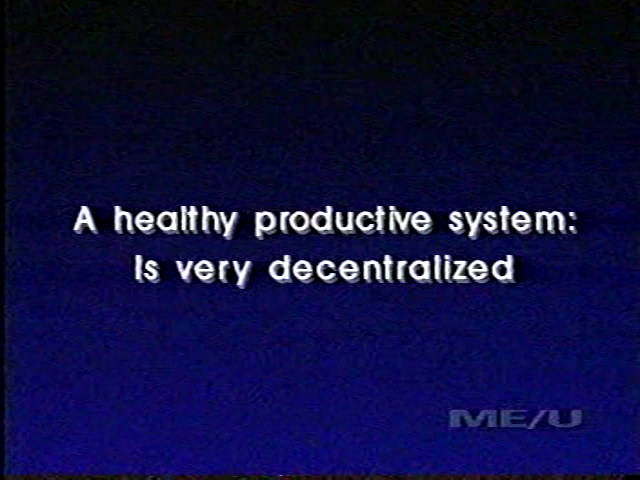 A healthy productive system:
Is very decentralized
ME/U